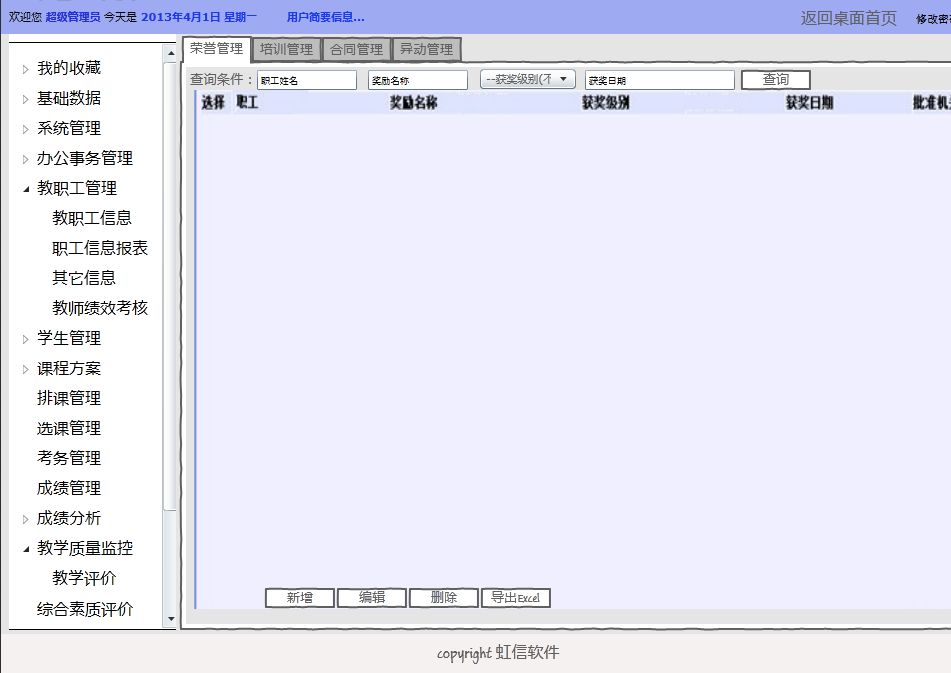 欢迎您 超级管理员 今天是 2013年4月1日 星期一 用户简要信息... 返回桌面首页 修改密
我的收藏
基础数据
系统管理
办公事务管理
教职工管理
教职工信息
职工信息报表
其它信息
教师绩效考核
学生管理
课程方案
排课管理
选课管理
考务管理
成绩管理
成绩分析
教学质量监控
教学评价
综合素质评价
荣誉管理 培训管理 合同管理 异动管理
查询条件： 职工姓名 奖励名称 --获奖级别(不 获奖日期 查询
选择 职工 奖励名称 获奖级别 获奖日期 批准机
新增 编辑 删除 导出Excel
copyright 虹信软件